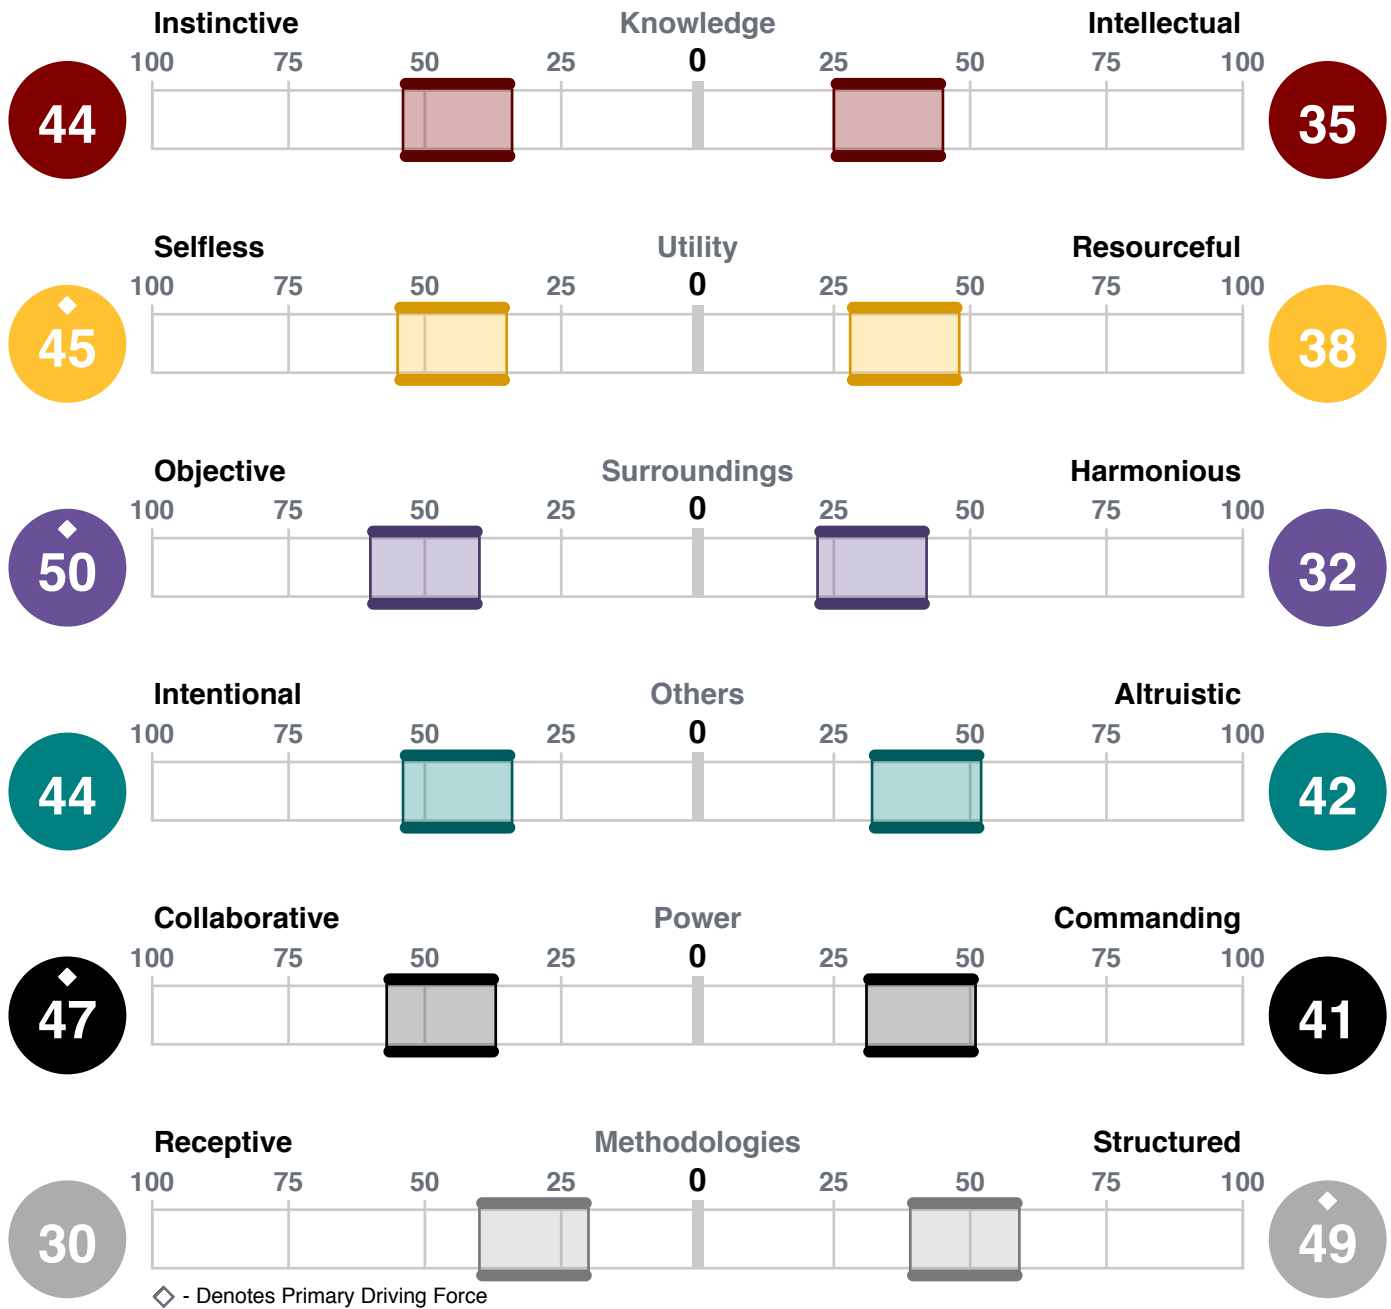 Instinctive Knowledge Intellectual
100 75 50 25 0 25 50 75 100
44 35
Selfless Utility Resourceful
100 75 50 25 0 25 50 75 100
45 38
Objective Surroundings Harmonious
100 75 50 25 0 25 50 75 100
50 32
Intentional Others Altruistic
100 75 50 25 0 25 50 75 100
44 42
Collaborative Power Commanding
100 75 50 25 0 25 50 75 100
47 41
Receptive Methodologies Structured
100 75 50 25 0 25 50 75 100
30 49
- Denotes Primary Driving Force